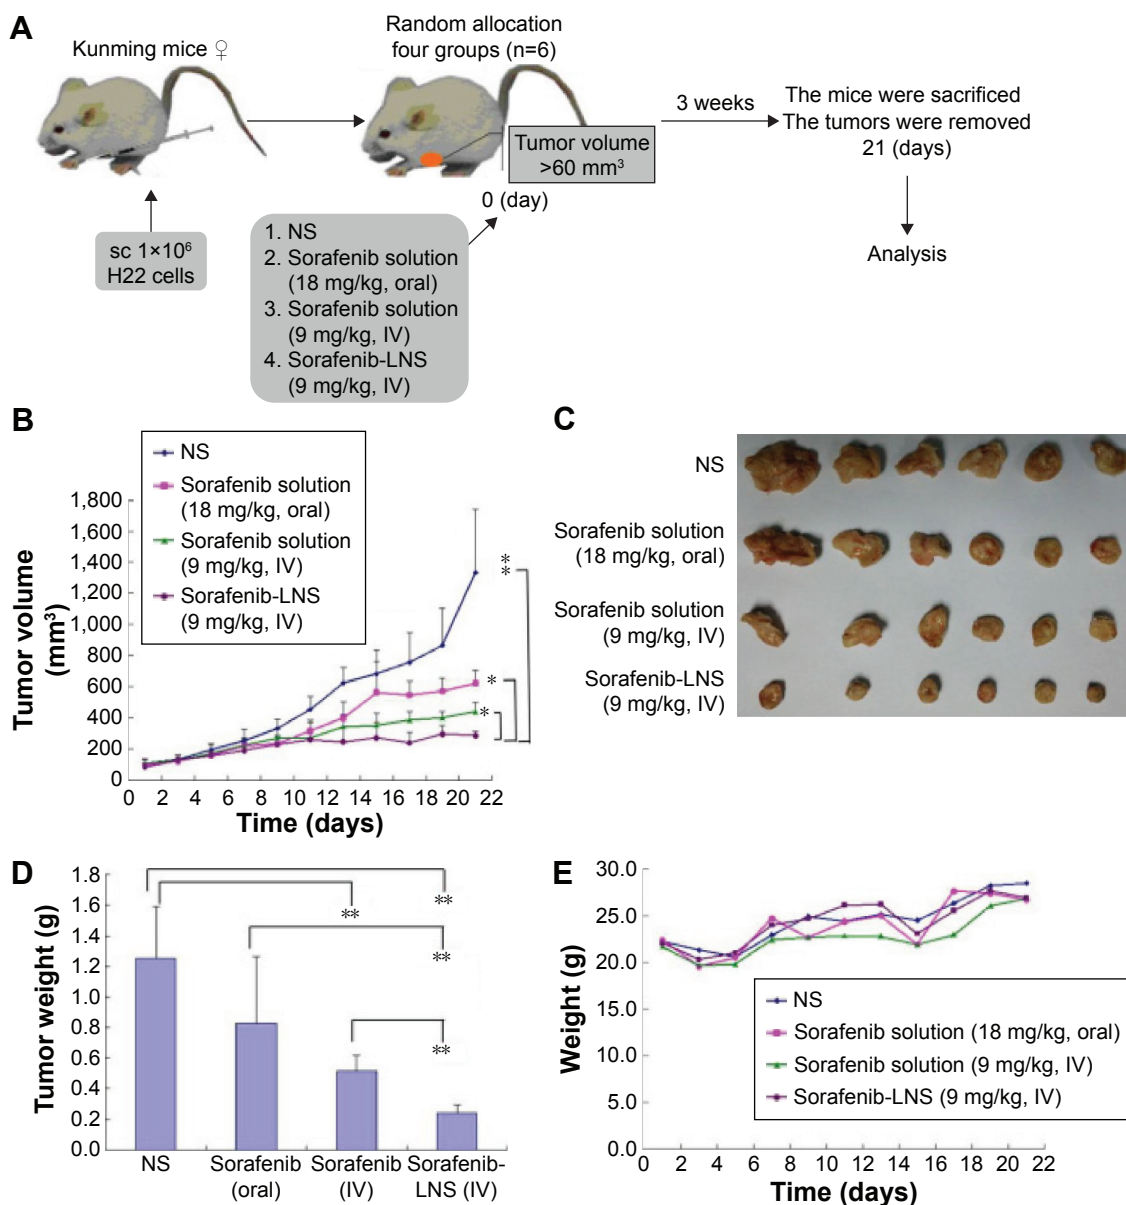 A
Kunming mice ♀
Random allocation
four groups (n=6)
3 weeks
The mice were sacrificed
The tumors were removed
21 (days)
Tumor volume
>60 mm³
0 (day)
sc 1×10⁶
H22 cells
1. NS
2. Sorafenib solution
(18 mg/kg, oral)
3. Sorafenib solution
(9 mg/kg, IV)
4. Sorafenib-LNS
(9 mg/kg, IV)
Analysis
B
NS
Sorafenib solution
(18 mg/kg, oral)
Sorafenib solution
(9 mg/kg, IV)
Sorafenib-LNS
(9 mg/kg, IV)
Tumor volume
(mm³)
1,800
1,600
1,400
1,200
1,000
800
600
400
200
0
**
*
*
0 2 4 6 8 10 12 14 16 18 20 22
Time (days)
C
NS
Sorafenib solution
(18 mg/kg, oral)
Sorafenib solution
(9 mg/kg, IV)
Sorafenib-LNS
(9 mg/kg, IV)
D
Tumor weight (g)
1.8
1.6
1.4
1.2
1.0
0.8
0.6
0.4
0.2
0.0
**
**
**
**
NS
Sorafenib
(oral)
Sorafenib
(IV)
Sorafenib-
LNS (IV)
E
Weight (g)
30.0
25.0
20.0
15.0
10.0
5.0
0.0
NS
Sorafenib solution (18 mg/kg, oral)
Sorafenib solution (9 mg/kg, IV)
Sorafenib-LNS (9 mg/kg, IV)
0 2 4 6 8 10 12 14 16 18 20 22
Time (days)